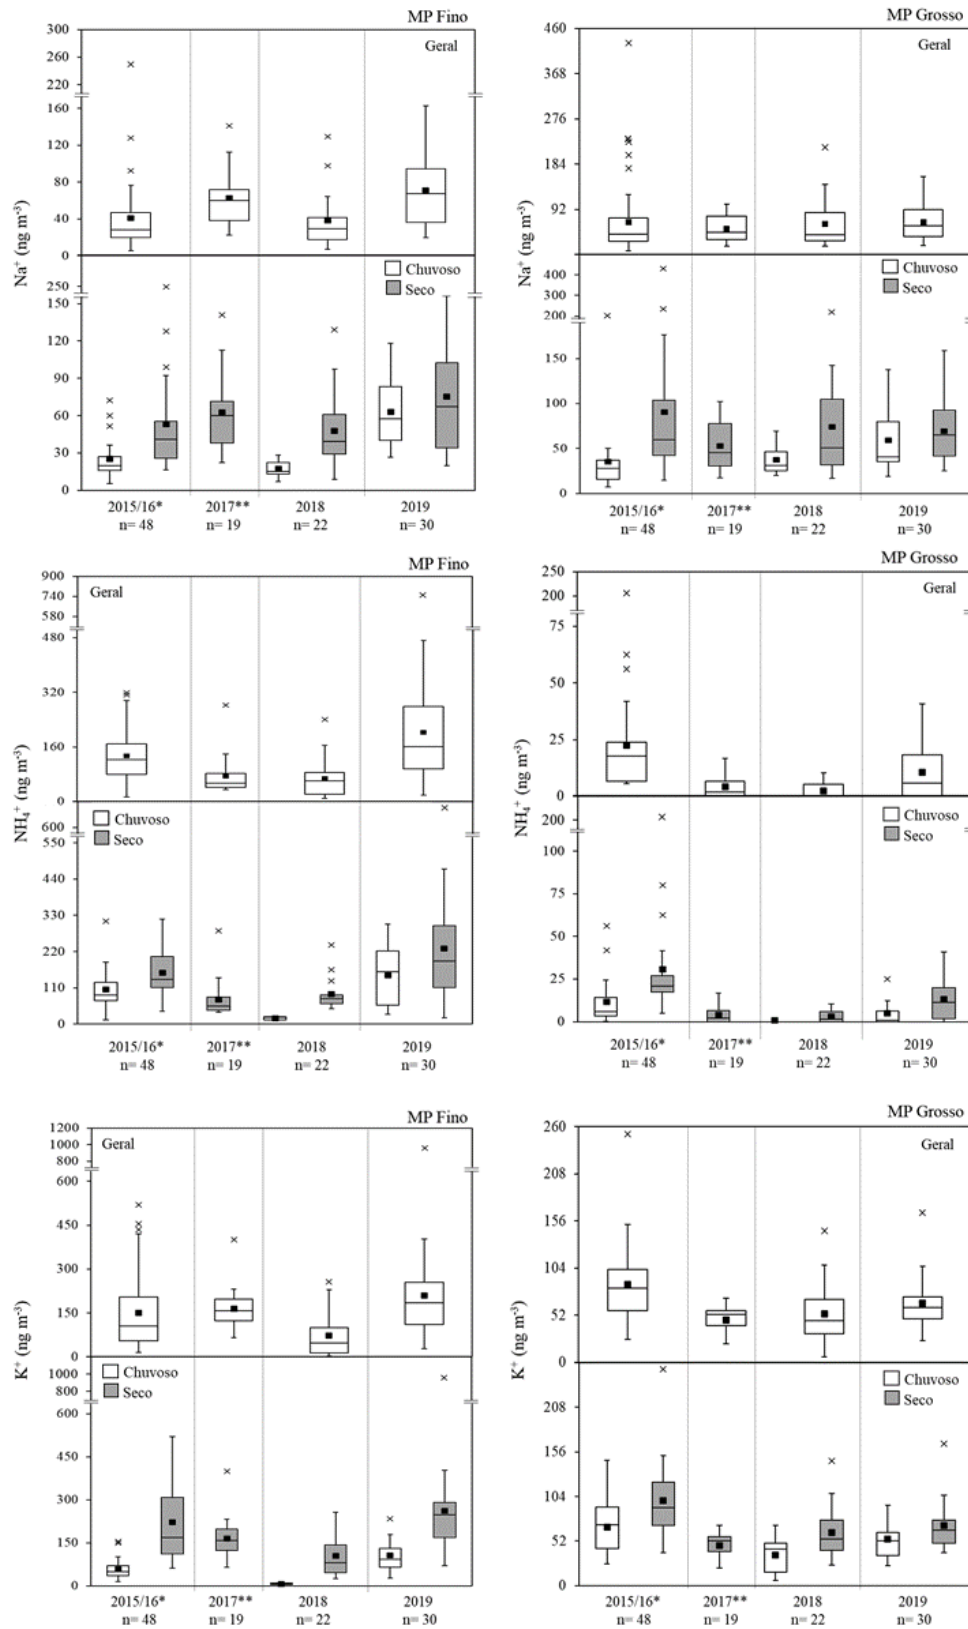 MP Fino
Geral
300
260
220
160
120
80
40
0
Na⁺ (ng m⁻³)
Chuvoso
Seco
250
150
120
90
60
30
0
2015/16* 2017** 2018 2019
n= 48 n= 19 n= 22 n= 30
MP Grosso
Geral
460
368
276
184
92
Na⁺ (ng m⁻³)
Chuvoso
Seco
400
300
200
150
100
50
0
2015/16* 2017** 2018 2019
n= 48 n= 19 n= 22 n= 30
MP Fino
Geral
900
740
580
480
320
160
0
NH₄⁺ (ng m⁻³)
Chuvoso
Seco
600
550
440
330
220
110
0
2015/16* 2017** 2018 2019
n= 48 n= 19 n= 22 n= 30
MP Grosso
Geral
250
200
150
75
50
25
0
NH₄⁺ (ng m⁻³)
Chuvoso
Seco
200
100
75
50
25
0
2015/16* 2017** 2018 2019
n= 48 n= 19 n= 22 n= 30
MP Fino
Geral
1200
1000
800
600
450
300
150
0
K⁺ (ng m⁻³)
Chuvoso
Seco
1000
800
600
450
300
150
0
2015/16* 2017** 2018 2019
n= 48 n= 19 n= 22 n= 30
MP Grosso
Geral
260
208
156
104
52
0
K⁺ (ng m⁻³)
Chuvoso
Seco
208
156
104
52
0
2015/16* 2017** 2018 2019
n= 48 n= 19 n= 22 n= 30